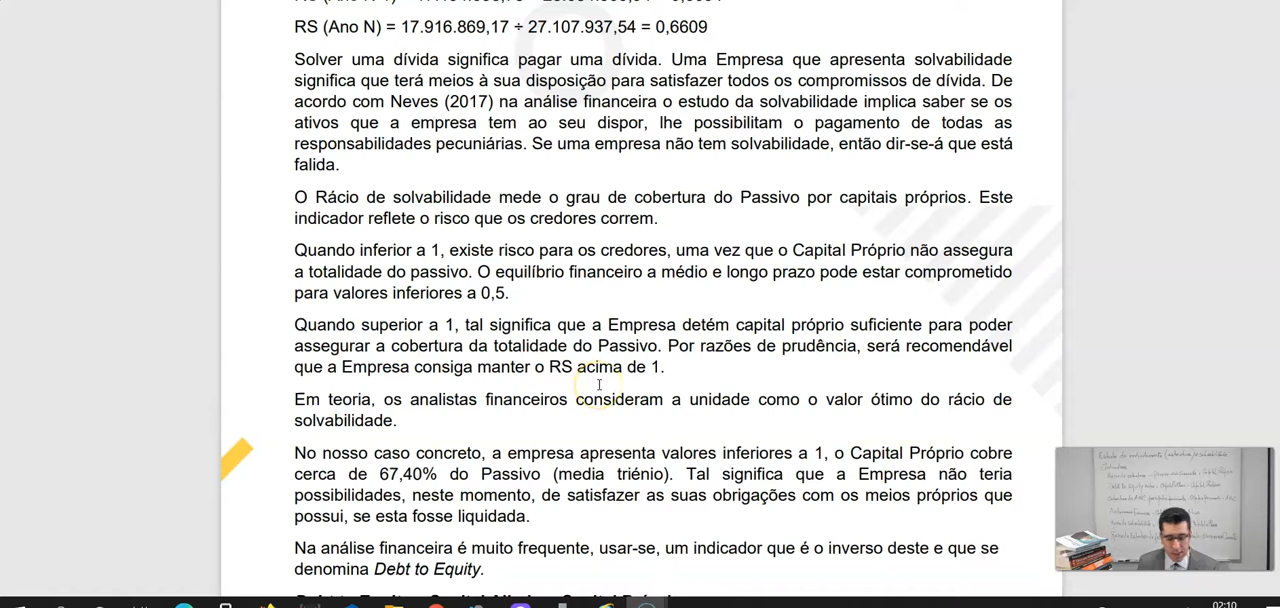 RS (Ano N) = 17.916.869,17 ÷ 27.107.937,54 = 0,6609
Solver uma dívida significa pagar uma dívida. Uma Empresa que apresenta solvabilidade
significa que terá meios à sua disposição para satisfazer todos os compromissos de dívida. De
acordo com Neves (2017) na análise financeira o estudo da solvabilidade implica saber se os
ativos que a empresa tem ao seu dispor, lhe possibilitam o pagamento de todas as
responsabilidades pecuniárias. Se uma empresa não tem solvabilidade, então dir-se-á que está
falida.
O Rácio de solvabilidade mede o grau de cobertura do Passivo por capitais próprios. Este
indicador reflete o risco que os credores correm.
Quando inferior a 1, existe risco para os credores, uma vez que o Capital Próprio não assegura
a totalidade do passivo. O equilíbrio financeiro a médio e longo prazo pode estar comprometido
para valores inferiores a 0,5.
Quando superior a 1, tal significa que a Empresa detém capital próprio suficiente para poder
assegurar a cobertura da totalidade do Passivo. Por razões de prudência, será recomendável
que a Empresa consiga manter o RS acima de 1.
Em teoria, os analistas financeiros consideram a unidade como o valor ótimo do rácio de
solvabilidade.
No nosso caso concreto, a empresa apresenta valores inferiores a 1, o Capital Próprio cobre
cerca de 67,40% do Passivo (media triénio). Tal significa que a Empresa não teria
possibilidades, neste momento, de satisfazer as suas obrigações com os meios próprios que
possui, se esta fosse liquidada.
Na análise financeira é muito frequente, usar-se, um indicador que é o inverso deste e que se
denomina Debt to Equity.
02:10